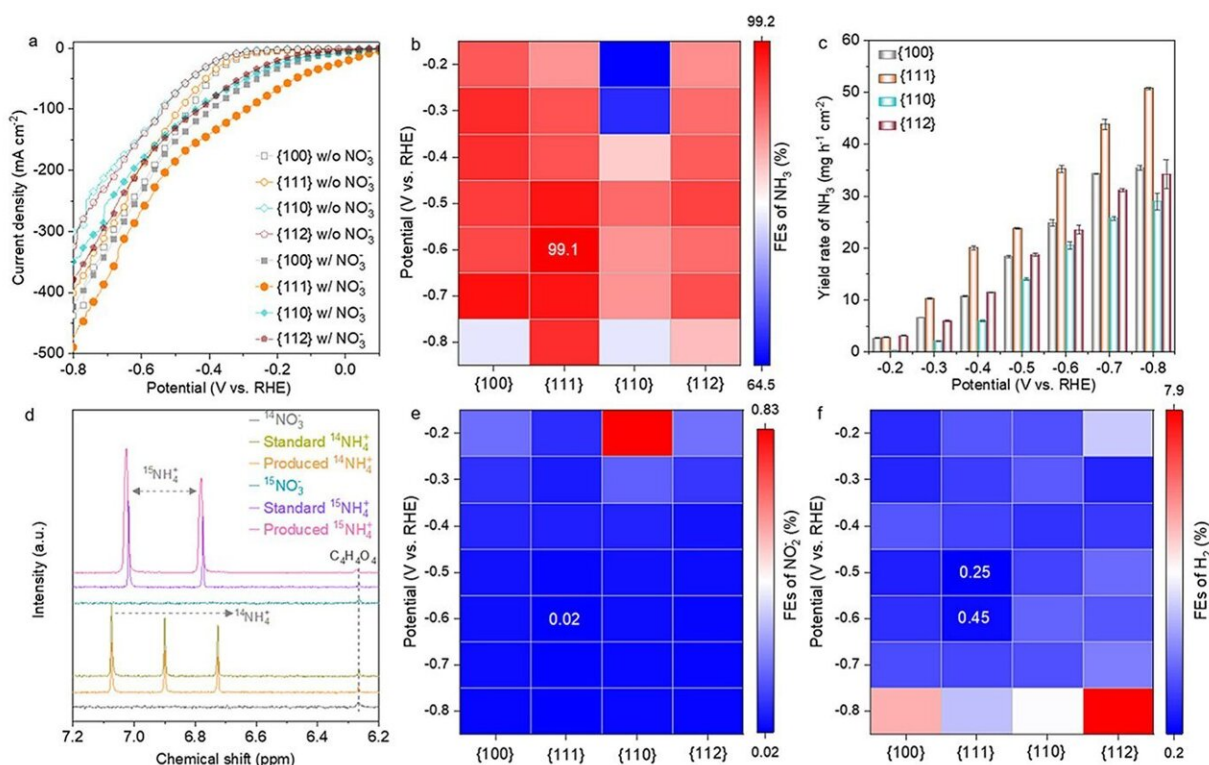 a
0
-100
-200
-300
-400
-500
-0.8
-0.6
-0.4
-0.2
0.0
Current density (mA cm⁻²)
Potential (V vs. RHE)
{100} w/o NO₃⁻
{111} w/o NO₃⁻
{110} w/o NO₃⁻
{112} w/o NO₃⁻
{100} w/ NO₃⁻
{111} w/ NO₃⁻
{110} w/ NO₃⁻
{112} w/ NO₃⁻
b
-0.2
-0.3
-0.4
-0.5
-0.6
-0.7
-0.8
Potential (V vs. RHE)
99.1
{100}
{111}
{110}
{112}
99.2
FEs of NH₃ (%)
64.5
c
60
50
40
30
20
10
0
Yield rate of NH₃ (mg h⁻¹ cm⁻²)
{100}
{111}
{110}
{112}
-0.2
-0.3
-0.4
-0.5
-0.6
-0.7
-0.8
Potential (V vs. RHE)
d
¹⁴NO₃⁻
Standard ¹⁴NH₄⁺
Produced ¹⁴NH₄⁺
¹⁵NO₃⁻
Standard ¹⁵NH₄⁺
Produced ¹⁵NH₄⁺
¹⁵NH₄⁺
C₄H₄O₄
¹⁴NH₄⁺
Intensity (a.u.)
7.2
7.0
6.8
6.6
6.4
6.2
Chemical shift (ppm)
e
-0.2
-0.3
-0.4
-0.5
-0.6
-0.7
-0.8
Potential (V vs. RHE)
0.02
{100}
{111}
{110}
{112}
0.83
FEs of NO₂⁻ (%)
0.02
f
-0.2
-0.3
-0.4
-0.5
-0.6
-0.7
-0.8
Potential (V vs. RHE)
0.25
0.45
{100}
{111}
{110}
{112}
7.9
FEs of H₂ (%)
0.2